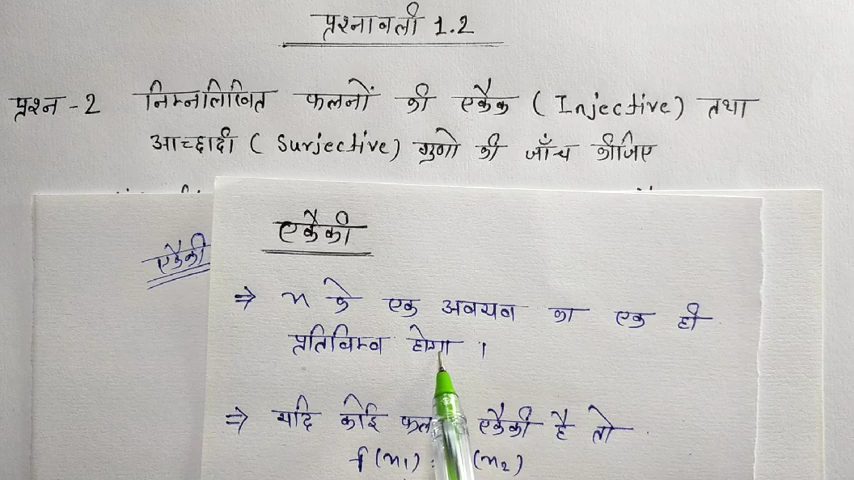 प्रश्नावली 1.2
प्रश्न -2 निम्नलिखित फलनों की एकैक (Injective) तथा
आच्छादी (Surjective) गुणो की जाँच कीजिए
एकैकी
एकैकी
⇒ x के एक अवयव का एक ही
प्रतिविम्व होगा ।
⇒ यदि कोई एकैकी है तो
f(x₁) (x₂)